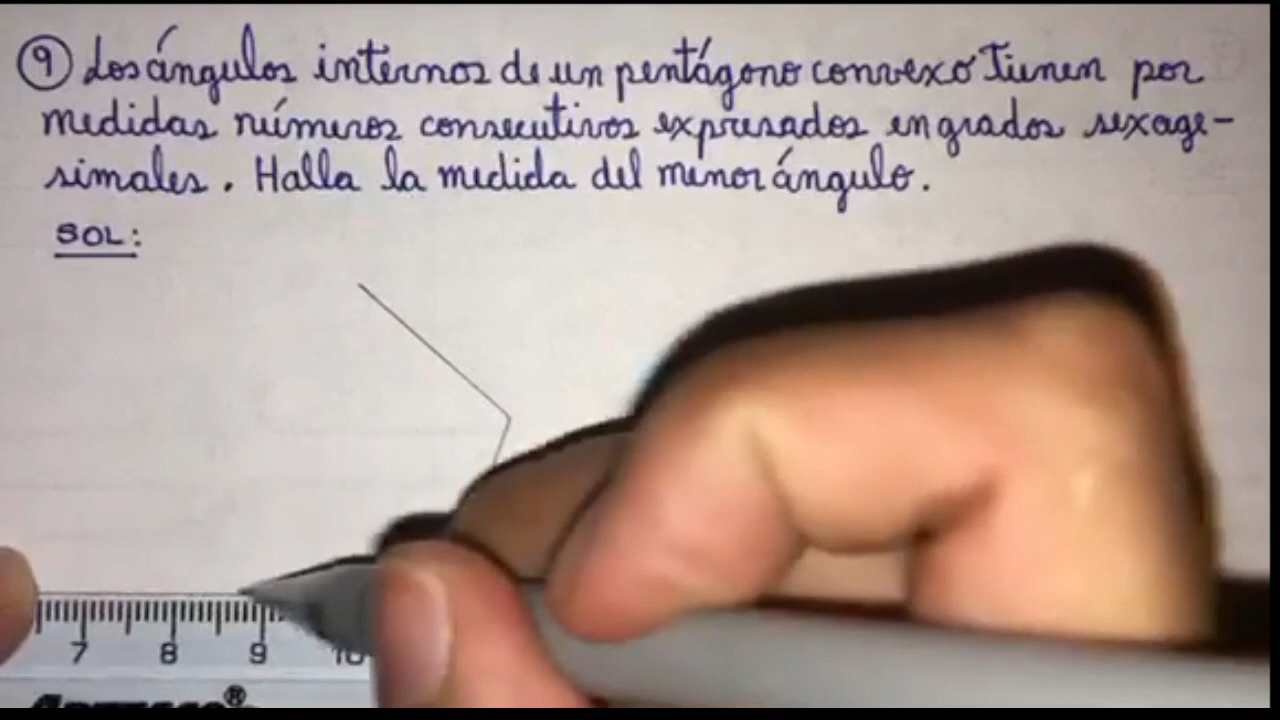 9 Los ángulos internos de un pentágono convexo tienen por
medidas números consecutivos expresados en grados sexage-
simales. Halla la medida del menor ángulo.
SOL:
7 8 9 10